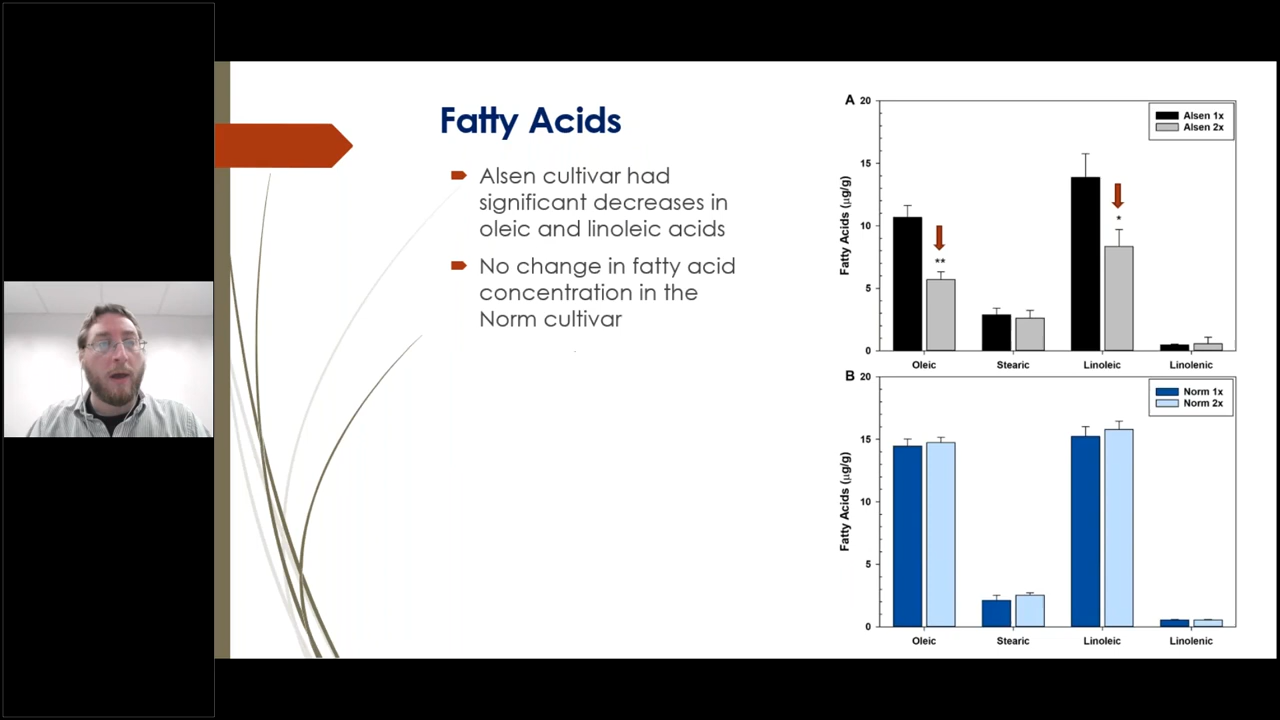 Fatty Acids
Alsen cultivar had
significant decreases in
oleic and linoleic acids
No change in fatty acid
concentration in the
Norm cultivar
A
20
15
10
5
0
Fatty Acids (µg/g)
Alsen 1x
Alsen 2x
**
*
Oleic
Stearic
Linoleic
Linolenic
B
20
15
10
5
0
Fatty Acids (µg/g)
Norm 1x
Norm 2x
Oleic
Stearic
Linoleic
Linolenic